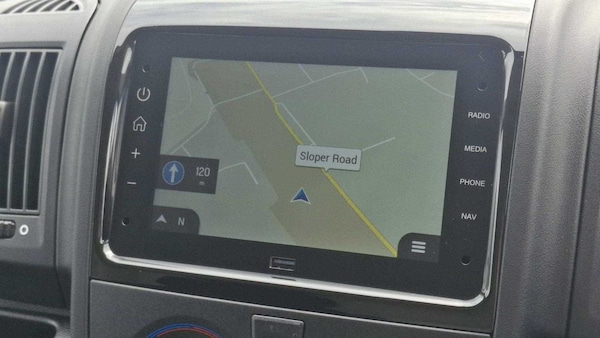 RADIO
MEDIA
PHONE
NAV
Sloper Road
120
m
N